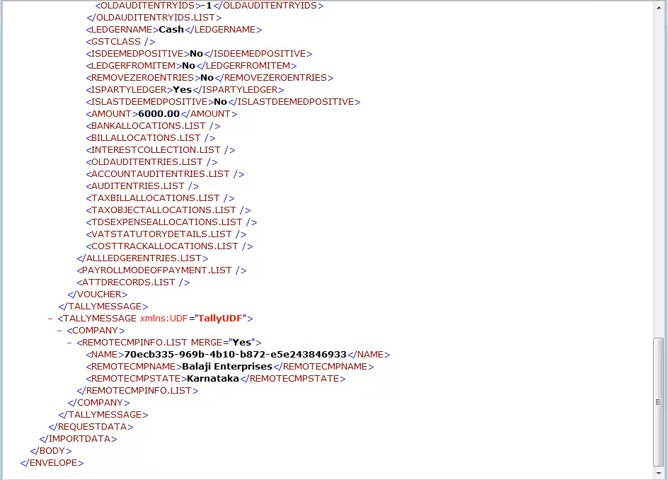 <OLDAUDITENTRYIDS>-1</OLDAUDITENTRYIDS>
</OLDAUDITENTRYIDS.LIST>
<LEDGERNAME>Cash</LEDGERNAME>
<GSTCLASS />
<ISDEEMEDPOSITIVE>No</ISDEEMEDPOSITIVE>
<LEDGERFROMITEM>No</LEDGERFROMITEM>
<REMOVEZEROENTRIES>No</REMOVEZEROENTRIES>
<ISPARTYLEDGER>Yes</ISPARTYLEDGER>
<ISLASTDEEMEDPOSITIVE>No</ISLASTDEEMEDPOSITIVE>
<AMOUNT>6000.00</AMOUNT>
<BANKALLOCATIONS.LIST />
<BILLALLOCATIONS.LIST />
<INTERESTCOLLECTION.LIST />
<OLDAUDITENTRIES.LIST />
<ACCOUNTAUDITENTRIES.LIST />
<AUDITENTRIES.LIST />
<TAXBILLALLOCATIONS.LIST />
<TAXOBJECTALLOCATIONS.LIST />
<TDSEXPENSEALLOCATIONS.LIST />
<VATSTATUTORYDETAILS.LIST />
<COSTTRACKALLOCATIONS.LIST />
</ALLLEDGERENTRIES.LIST>
<PAYROLLMODEOFPAYMENT.LIST />
<ATTDRECORDS.LIST />
</VOUCHER>
</TALLYMESSAGE>
- <TALLYMESSAGE xmlns:UDF="TallyUDF">
- <COMPANY>
- <REMOTECMPINFO.LIST MERGE="Yes">
<NAME>70ecb335-969b-4b10-b872-e5e243846933</NAME>
<REMOTECMPNAME>Balaji Enterprises</REMOTECMPNAME>
<REMOTECMPSTATE>Karnataka</REMOTECMPSTATE>
</REMOTECMPINFO.LIST>
</COMPANY>
</TALLYMESSAGE>
</REQUESTDATA>
</IMPORTDATA>
</BODY>
</ENVELOPE>